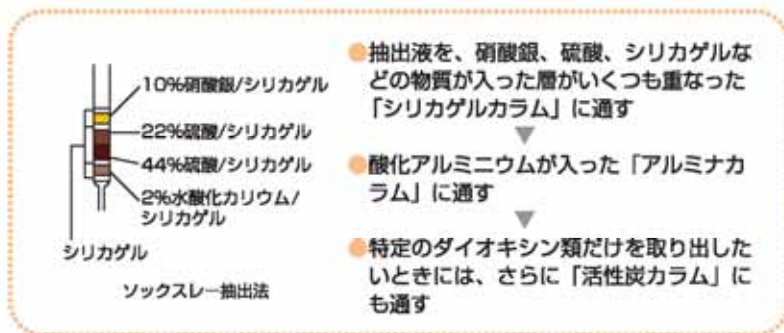 10%硝酸銀/シリカゲル
22%硫酸/シリカゲル
44%硫酸/シリカゲル
2%水酸化カリウム/
シリカゲル
シリカゲル
ソックスレー抽出法
●抽出液を、硝酸銀、硫酸、シリカゲルな
どの物質が入った層がいくつも重なった
「シリカゲルカラム」に通す
▼
●酸化アルミニウムが入った「アルミナカ
ラム」に通す
▼
●特定のダイオキシン類だけを取り出した
いときには、さらに「活性炭カラム」に
も通す